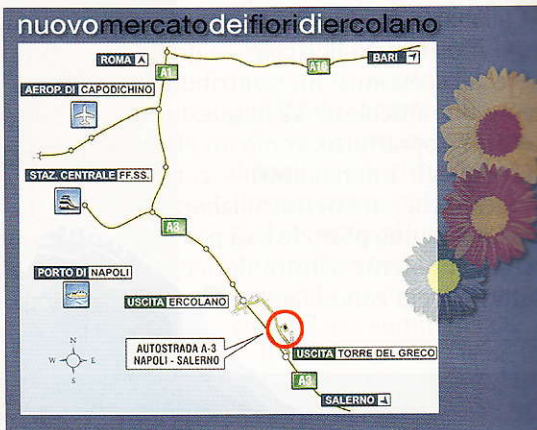 nuovomercatodeifioridiercolano
ROMA
A1
A16
BARI
AEROP. DI CAPODICHINO
STAZ. CENTRALE FF.SS.
A3
PORTO DI NAPOLI
USCITA ERCOLANO
AUTOSTRADA A-3
NAPOLI - SALERNO
USCITA TORRE DEL GRECO
N
W E
S
A3
SALERNO